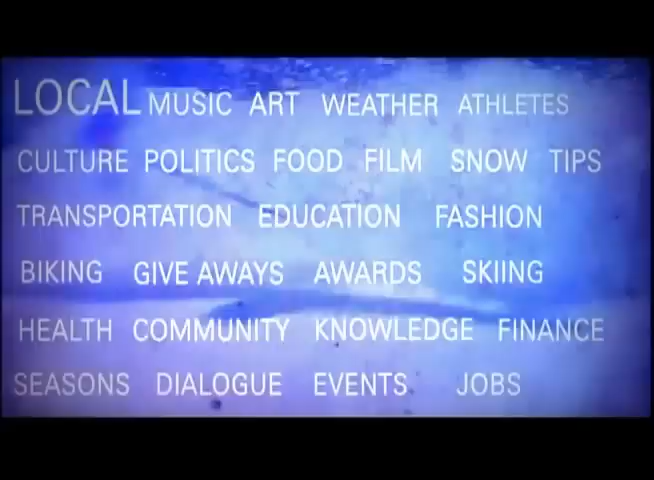 LOCAL MUSIC ART WEATHER ATHLETES
CULTURE POLITICS FOOD FILM SNOW TIPS
TRANSPORTATION EDUCATION FASHION
BIKING GIVE AWAYS AWARDS SKIING
HEALTH COMMUNITY KNOWLEDGE FINANCE
SEASONS DIALOGUE EVENTS JOBS